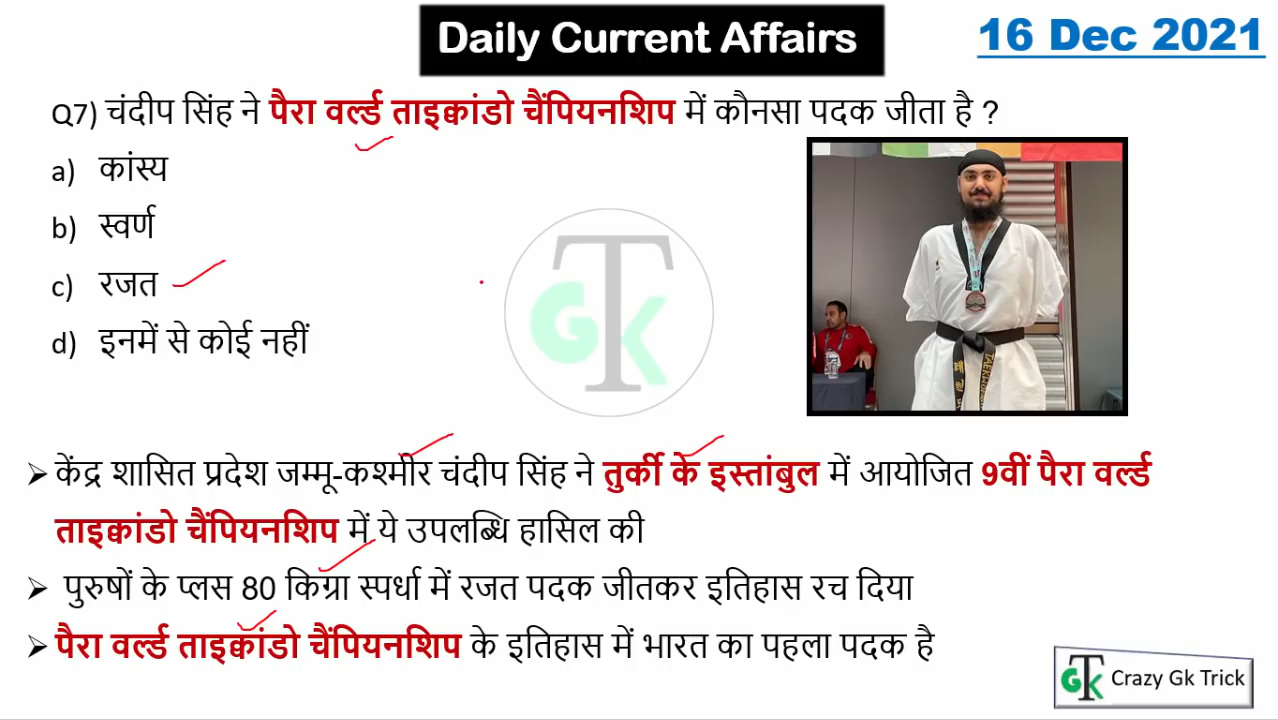 Daily Current Affairs
16 Dec 2021
Q7) चंदीप सिंह ने पैरा वर्ल्ड ताइक्वांडो चैंपियनशिप में कौनसा पदक जीता है ?
a) कांस्य
b) स्वर्ण
c) रजत
d) इनमें से कोई नहीं
GTK
➢ केंद्र शासित प्रदेश जम्मू-कश्मीर चंदीप सिंह ने तुर्की के इस्तांबुल में आयोजित 9वीं पैरा वर्ल्ड
ताइक्वांडो चैंपियनशिप में ये उपलब्धि हासिल की
➢ पुरुषों के प्लस 80 किग्रा स्पर्धा में रजत पदक जीतकर इतिहास रच दिया
➢ पैरा वर्ल्ड ताइक्वांडो चैंपियनशिप के इतिहास में भारत का पहला पदक है
GTK Crazy Gk Trick